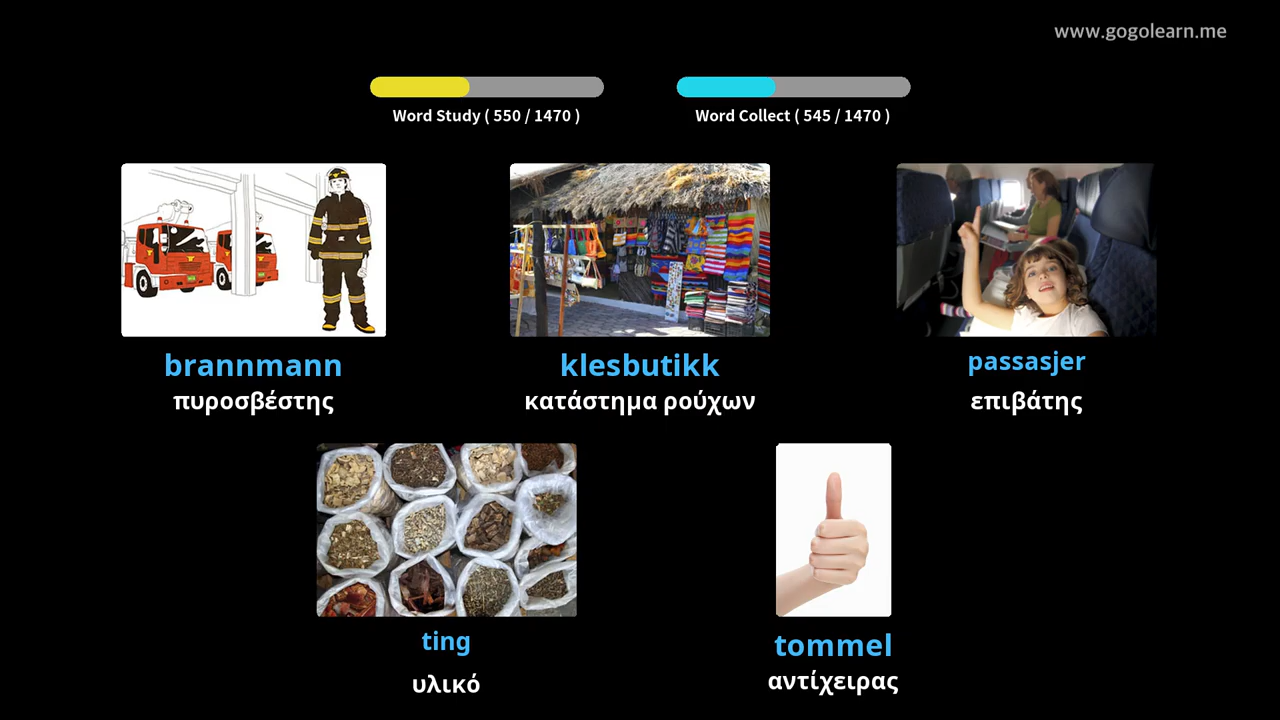 www.gogolearn.me
Word Study ( 550 / 1470 )
Word Collect ( 545 / 1470 )
brannmann
πυροσβέστης
klesbutikk
κατάστημα ρούχων
passasjer
επιβάτης
ting
υλικό
tommel
αντίχειρας